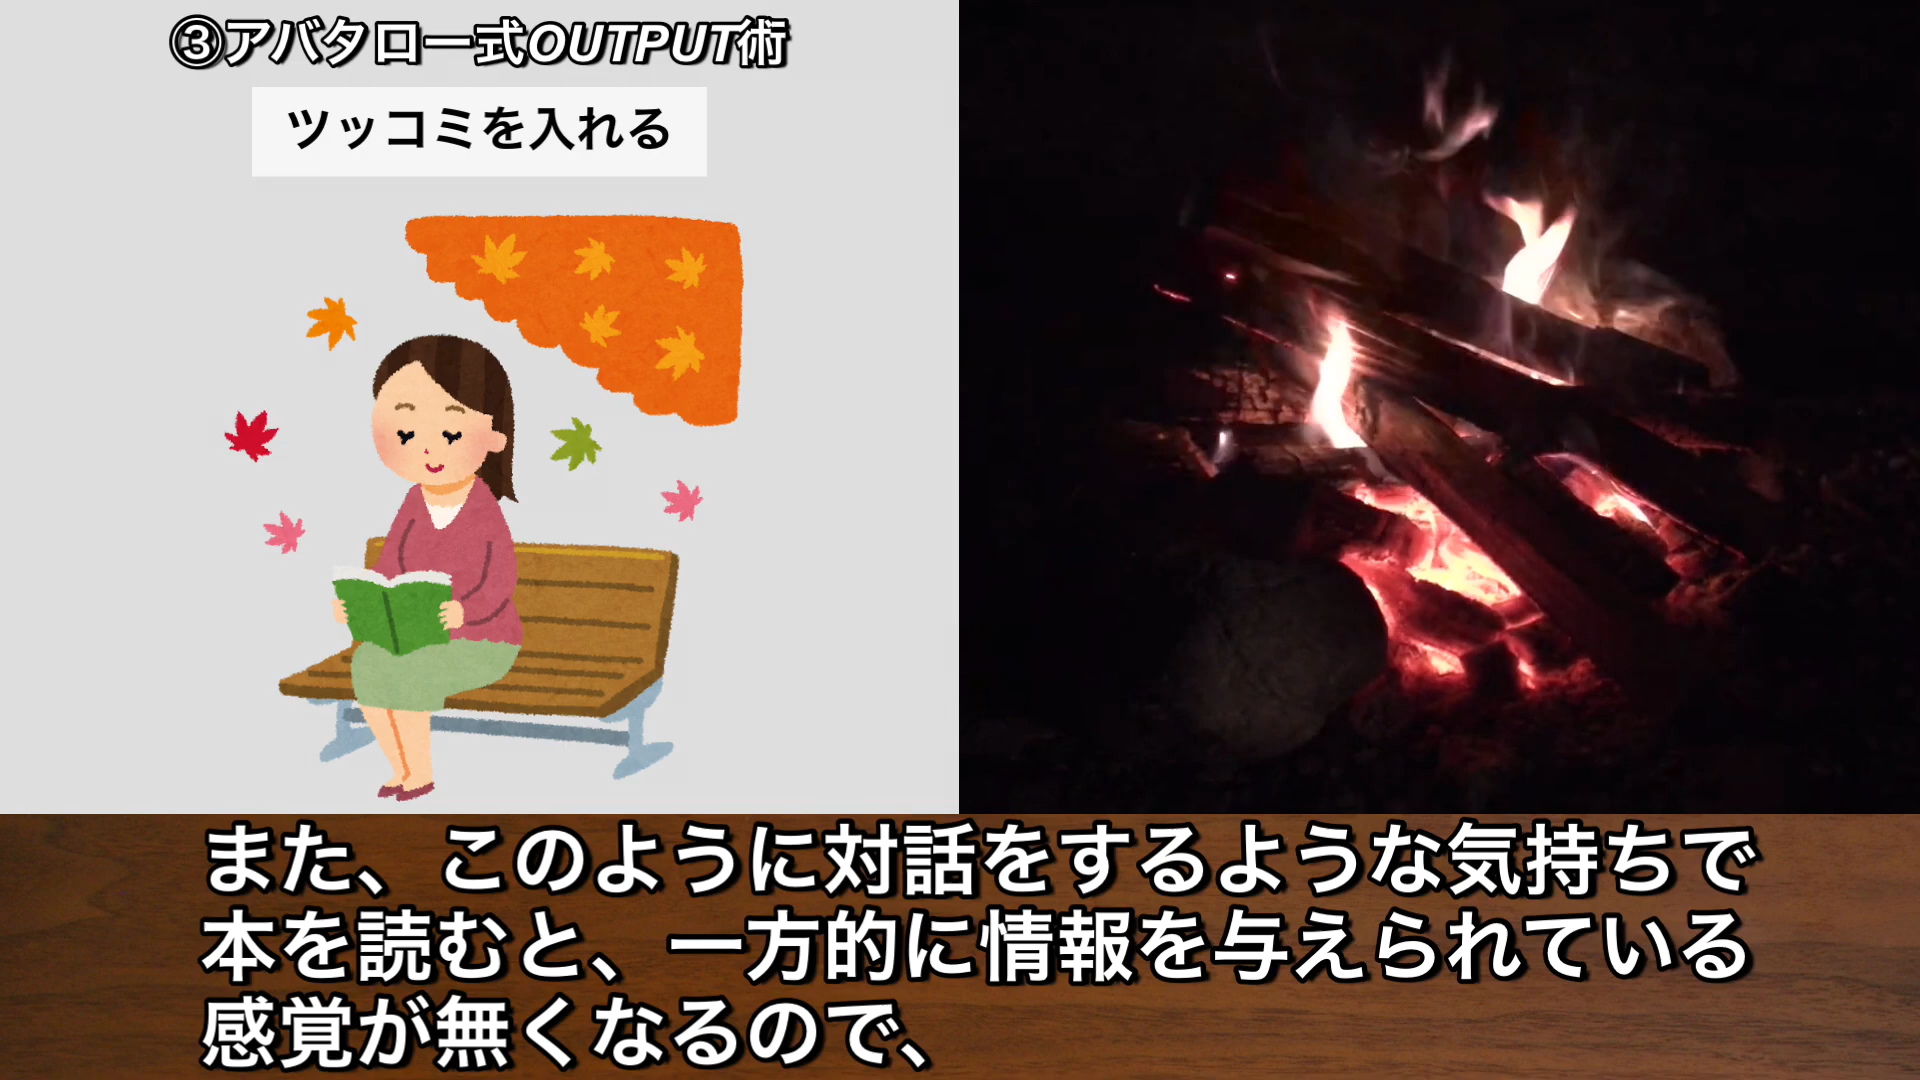 ③アバタロー式OUTPUT術
ツッコミを入れる
また、このように対話をするような気持ちで
本を読むと、一方的に情報を与えられている
感覚が無くなるので、